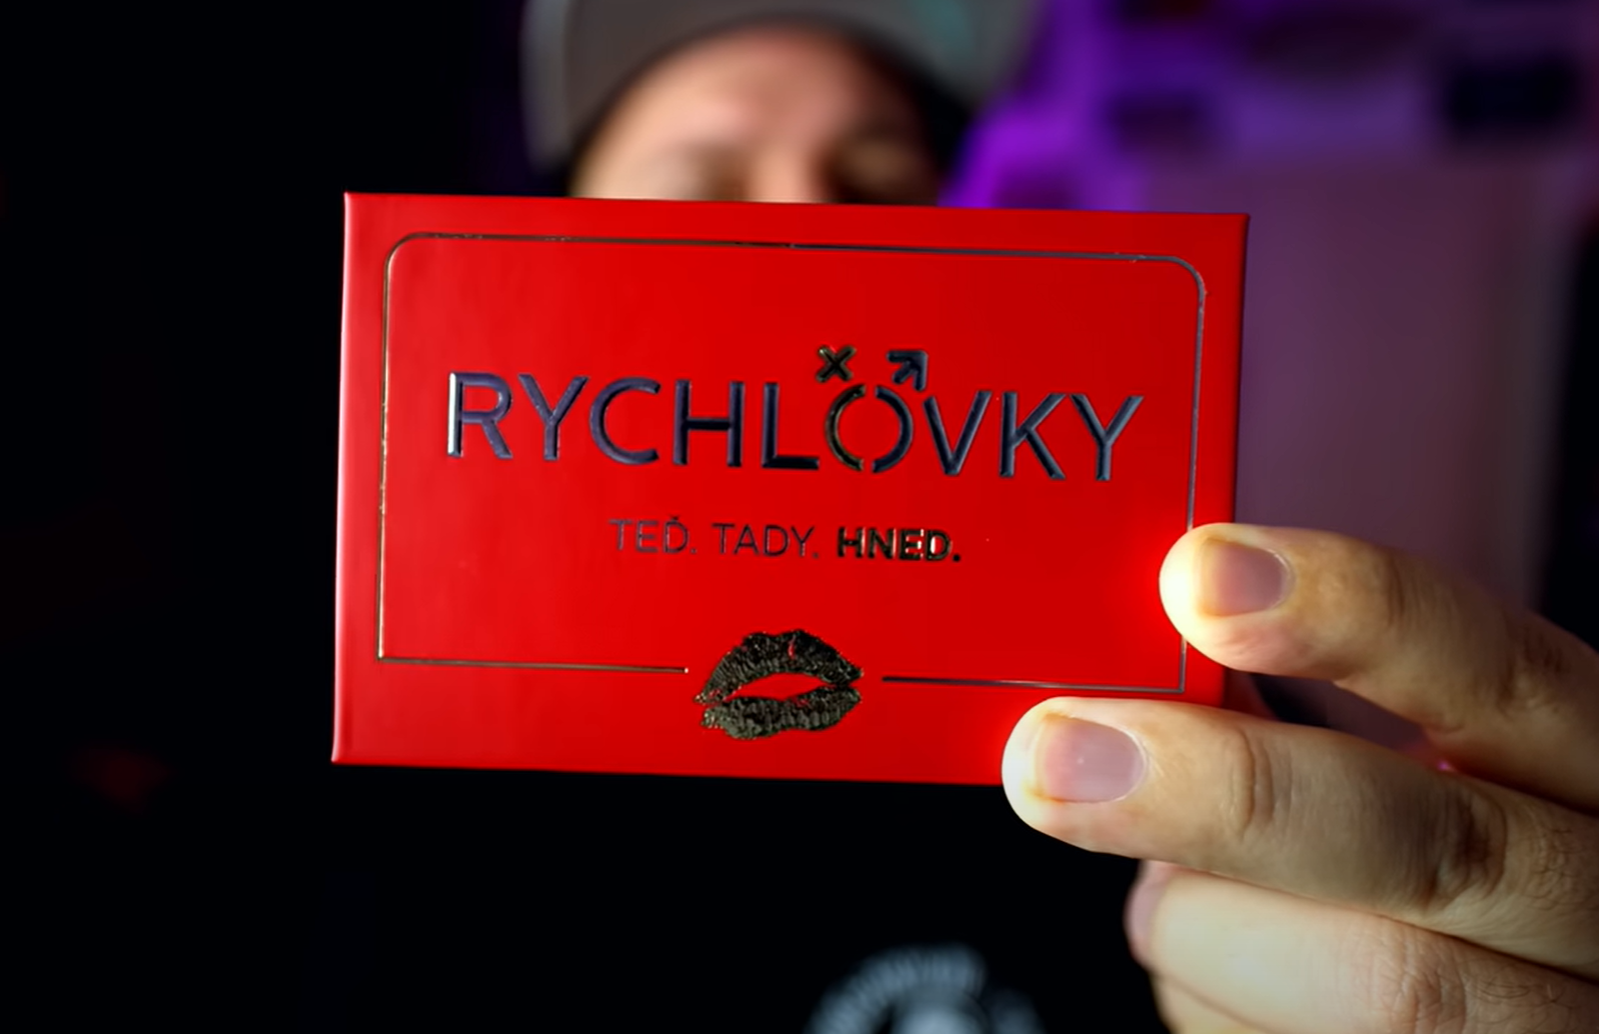 RYCHLOVKY
TEĎ. TADY. HNED.